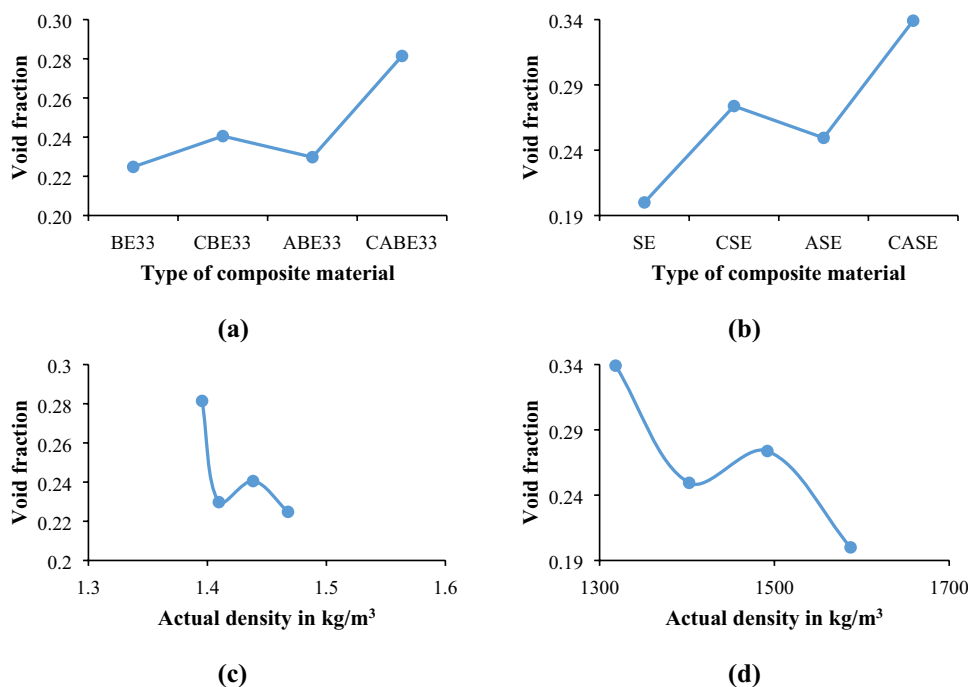 0.30
0.28
0.26
0.24
0.22
0.20
Void fraction
BE33 CBE33 ABE33 CABE33
Type of composite material
(a)
0.34
0.29
0.24
0.19
Void fraction
SE CSE ASE CASE
Type of composite material
(b)
0.3
0.28
0.26
0.24
0.22
0.2
Void fraction
1.3 1.4 1.5 1.6
Actual density in kg/m³
(c)
0.34
0.29
0.24
0.19
Void fraction
1300 1500 1700
Actual density in kg/m³
(d)